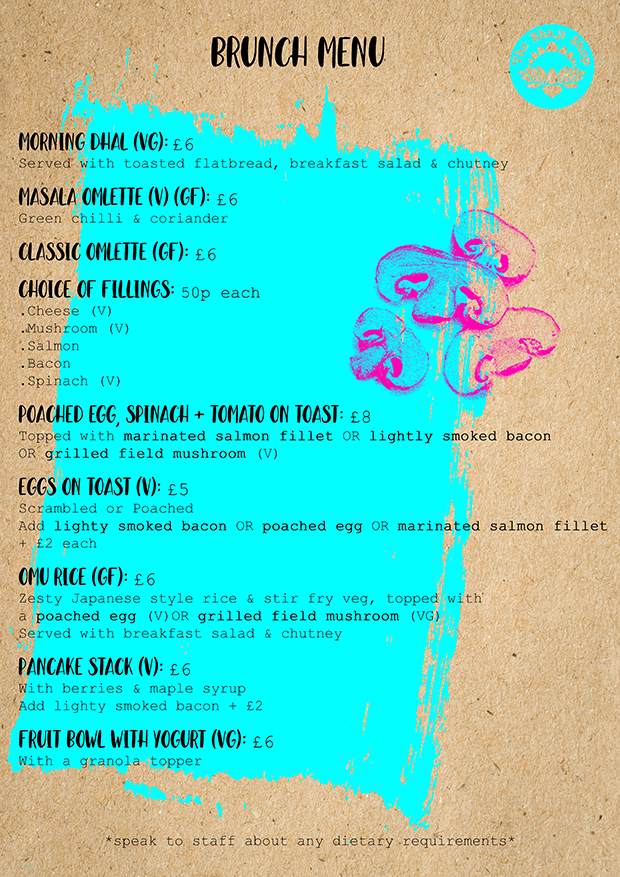 BRUNCH MENU
The Bhaji Shop
MORNING DHAL (VG): £6
Served with toasted flatbread, breakfast salad & chutney
MASALA OMLETTE (V) (GF): £6
Green chilli & coriander
CLASSIC OMLETTE (GF): £6
CHOICE OF FILLINGS: 50p each
.Cheese (V)
.Mushroom (V)
.Salmon
.Bacon
.Spinach (V)
POACHED EGG, SPINACH + TOMATO ON TOAST: £8
Topped with marinated salmon fillet OR lightly smoked bacon
OR grilled field mushroom (V)
EGGS ON TOAST (V): £5
Scrambled or Poached
Add lighty smoked bacon OR poached egg OR marinated salmon fillet
+ £2 each
OMU RICE (GF): £6
Zesty Japanese style rice & stir fry veg, topped with
a poached egg (V)OR grilled field mushroom (VG)
Served with breakfast salad & chutney
PANCAKE STACK (V): £6
With berries & maple syrup
Add lighty smoked bacon + £2
FRUIT BOWL WITH YOGURT (VG): £6
With a granola topper
*speak to staff about any dietary requirements*